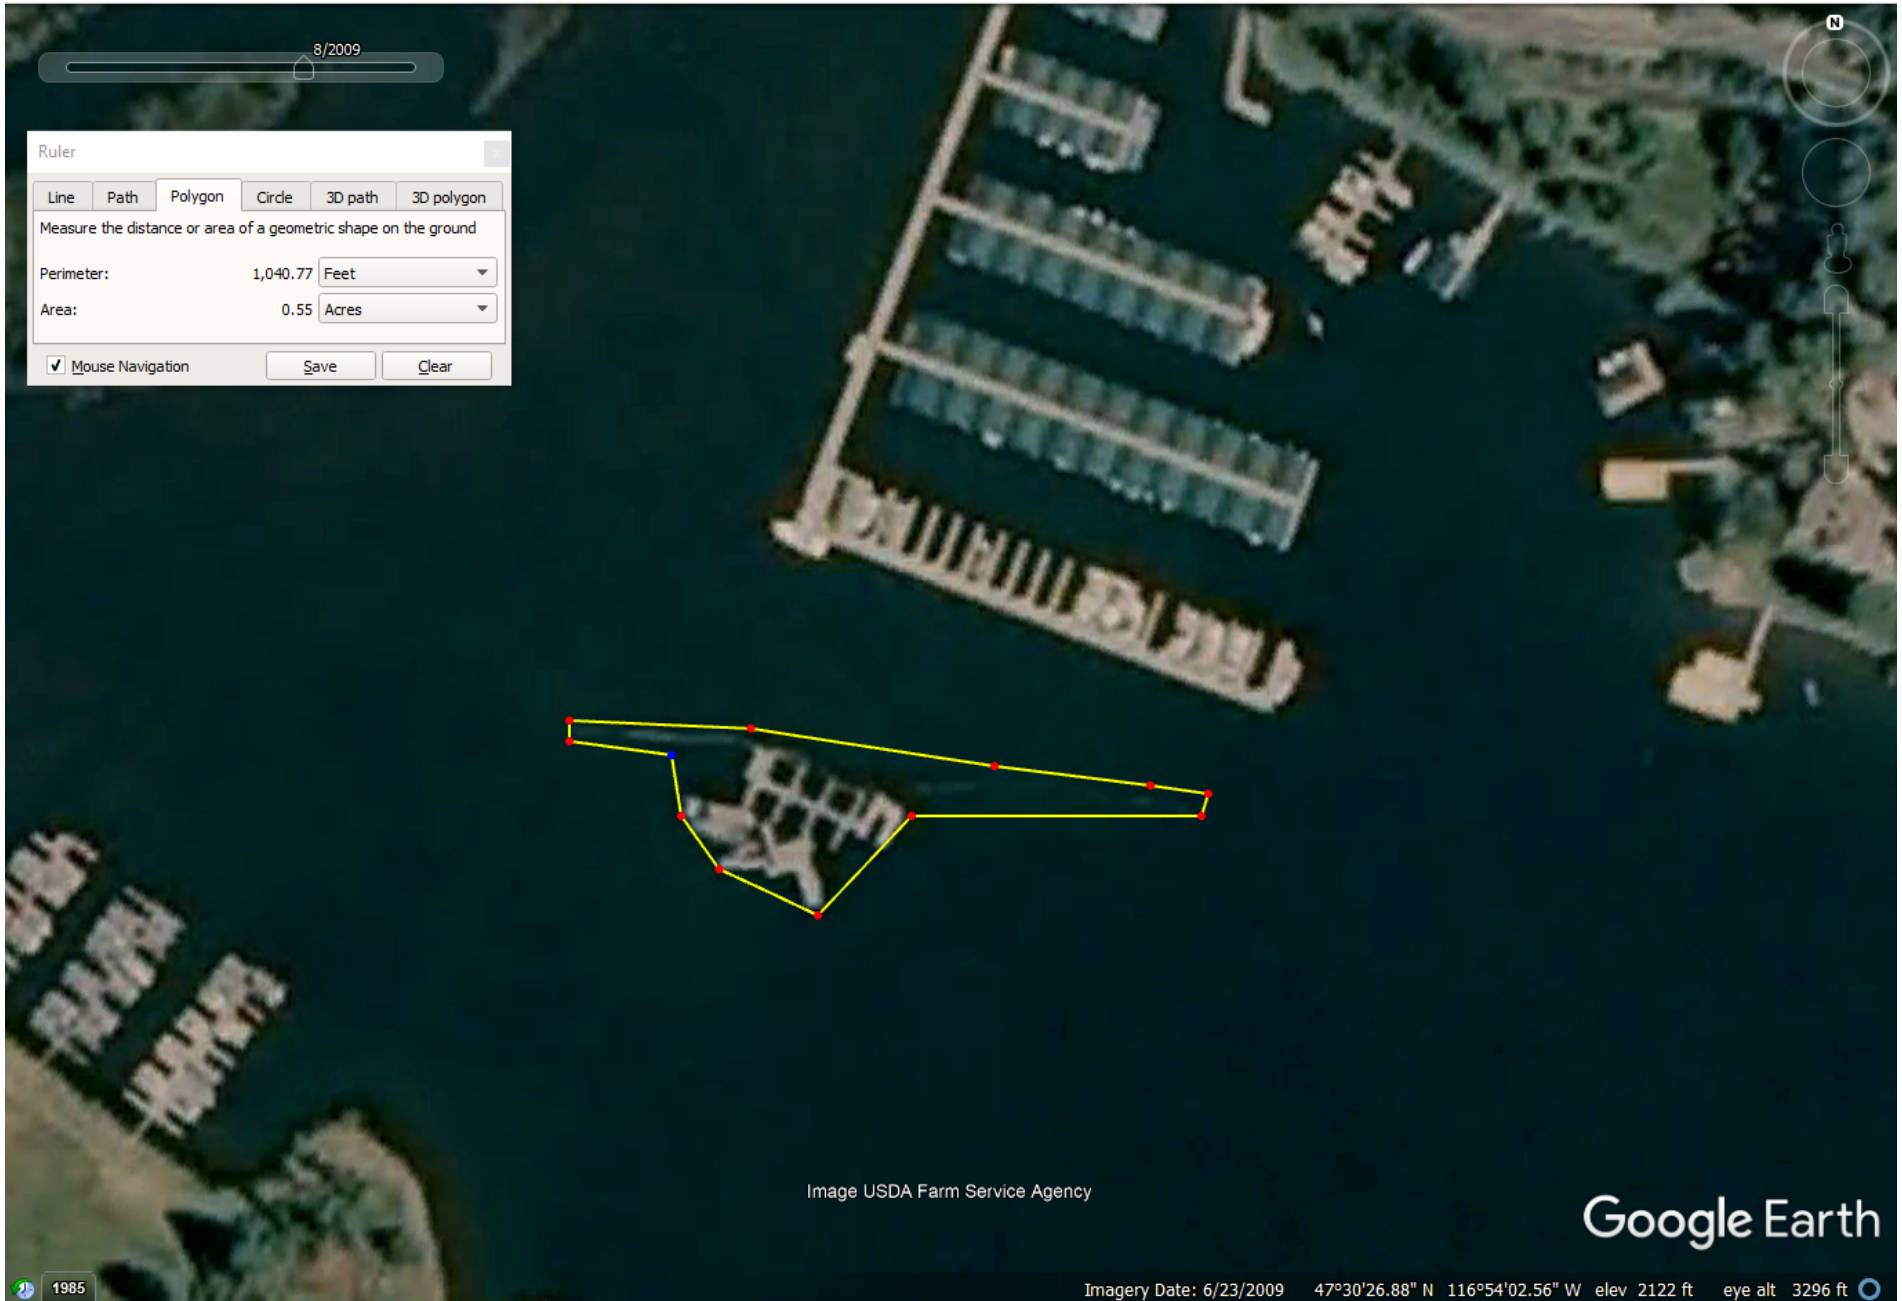 8/2009
N
Ruler
Line Path Polygon Circle 3D path 3D polygon
Measure the distance or area of a geometric shape on the ground
Perimeter: 1,040.77 Feet
Area: 0.55 Acres
Mouse Navigation Save Clear
Image USDA Farm Service Agency
Google Earth
1985
Imagery Date: 6/23/2009 47°30'26.88" N 116°54'02.56" W elev 2122 ft eye alt 3296 ft